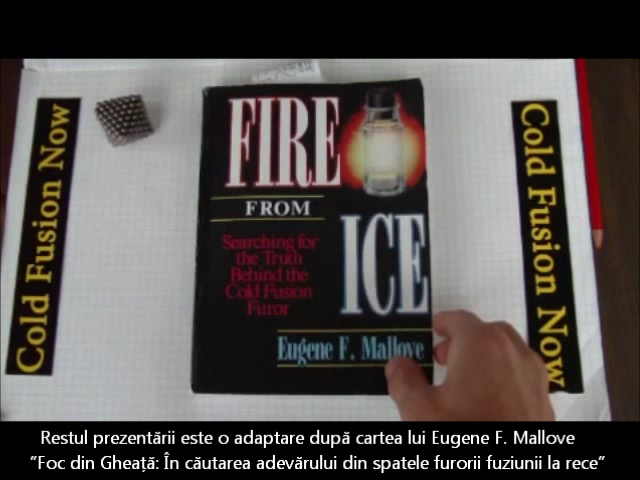 Cold Fusion Now
FIRE
FROM
ICE
Searching for
the Truth
Behind the
Cold Fusion
Furor
Eugene F. Mallove
Cold Fusion Now
Restul prezentării este o adaptare după cartea lui Eugene F. Mallove
"Foc din Gheață: În căutarea adevărului din spatele furorii fuziunii la rece"